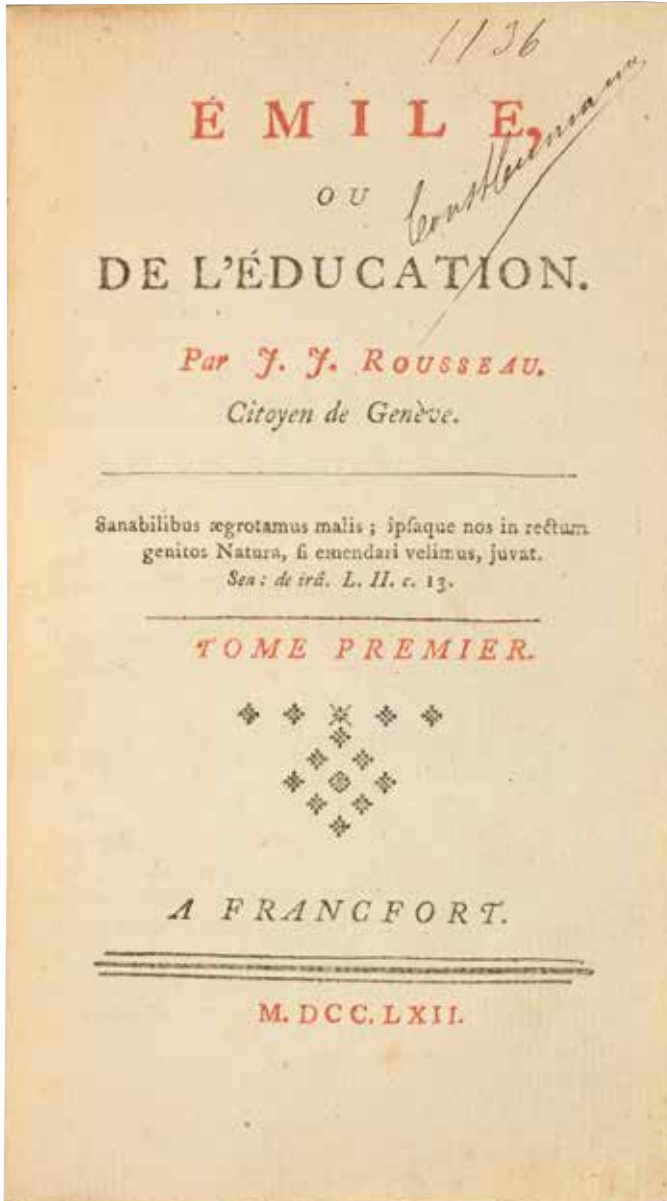 1136
ÉMILE,
OU
DE L'ÉDUCATION.
Par J. J. ROUSSEAU.
Citoyen de Genève.
Sanabilibus ægrotamus malis ; ipſaque nos in rectum
genitos Natura, ſi emendari velimus, juvat.
Sen : de irâ. L. II. c. 13.
TOME PREMIER.
A FRANCFORT.
M. DCC. LXII.